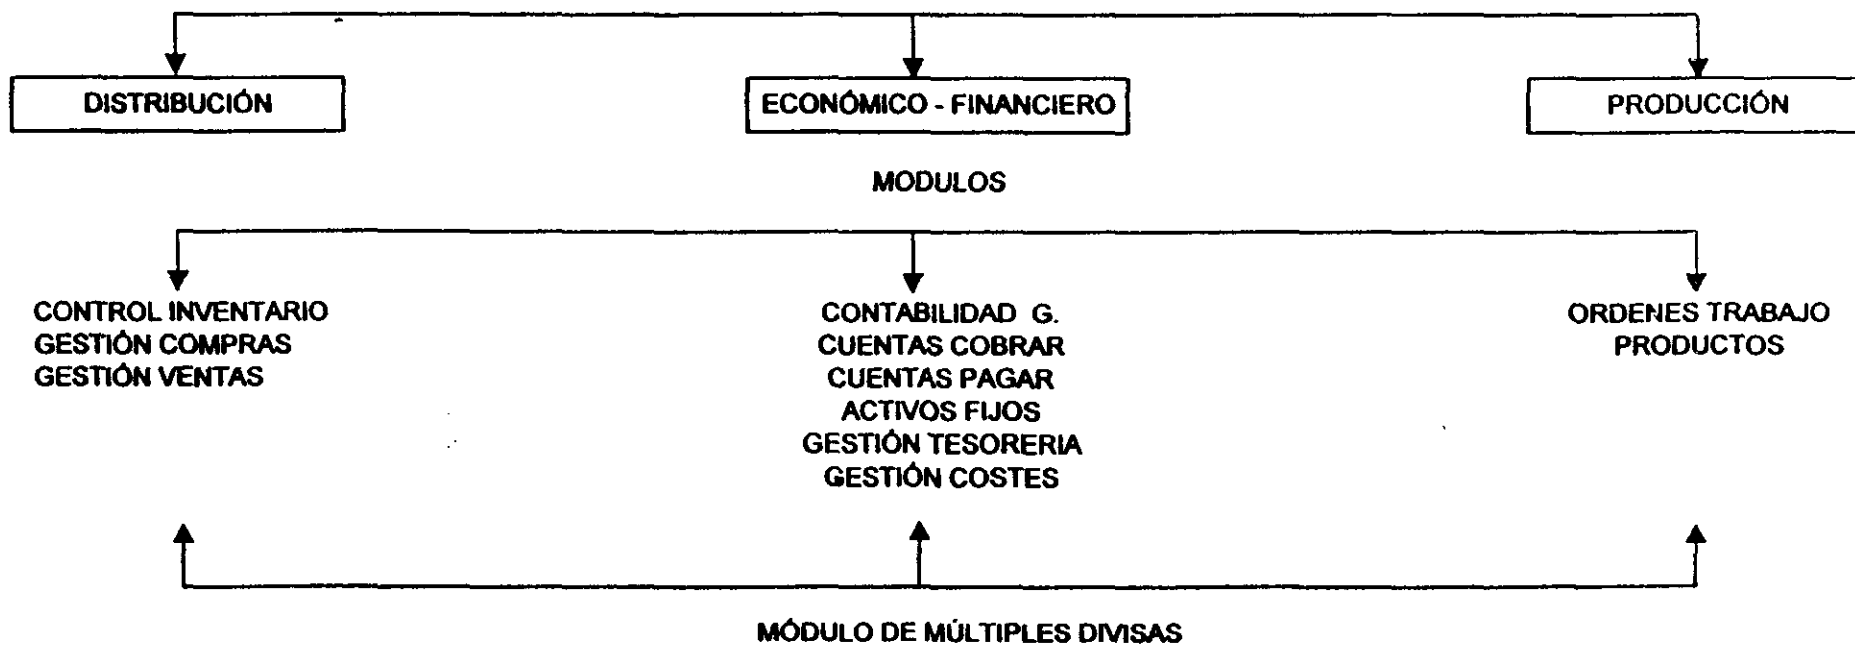 DISTRIBUCIÓN
ECONÓMICO - FINANCIERO
PRODUCCIÓN
MODULOS
CONTROL INVENTARIO
GESTIÓN COMPRAS
GESTIÓN VENTAS
CONTABILIDAD G.
CUENTAS COBRAR
CUENTAS PAGAR
ACTIVOS FIJOS
GESTIÓN TESORERIA
GESTIÓN COSTES
ORDENES TRABAJO
PRODUCTOS
MÓDULO DE MÚLTIPLES DIVISAS